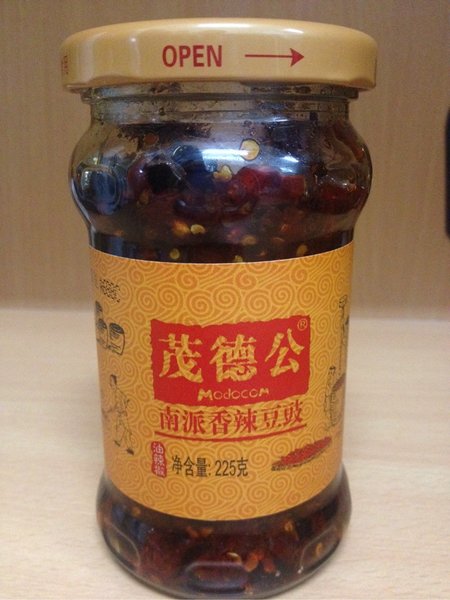 OPEN →
茂德公®
Modocom
南派香辣豆豉
油辣椒
净含量: 225克